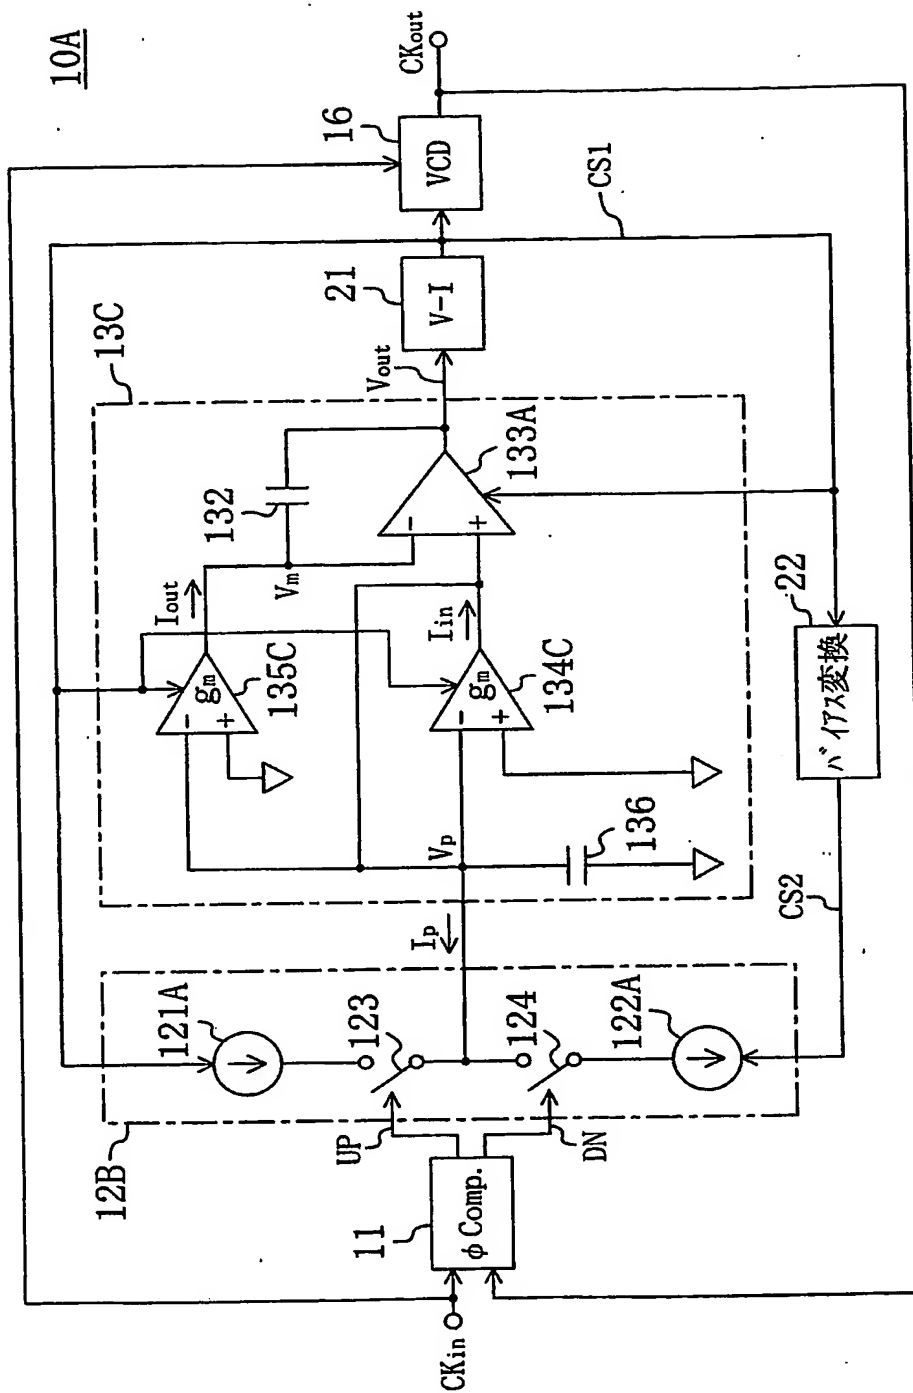 10A
CKin
11
φ Comp.
UP
DN
12B
121A
123
124
122A
Ip
13C
Vp
136
gm
135C
Iout
gm
134C
Iin
Vm
132
133A
Vout
21
V-I
16
VCD
CKout
CS1
22
バイアス変換
CS2